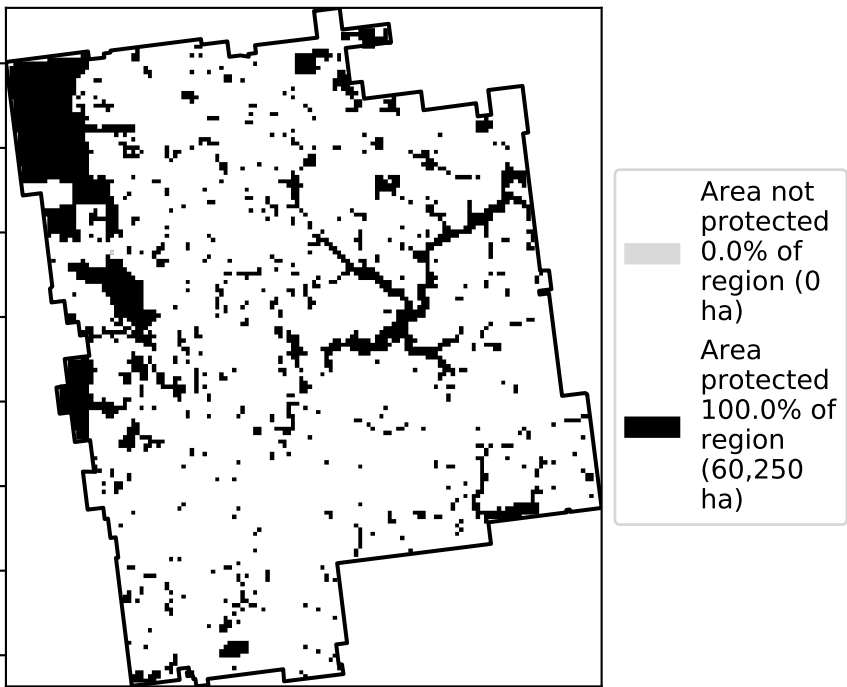 Area not
protected
0.0% of
region (0
ha)
Area
protected
100.0% of
region
(60,250
ha)